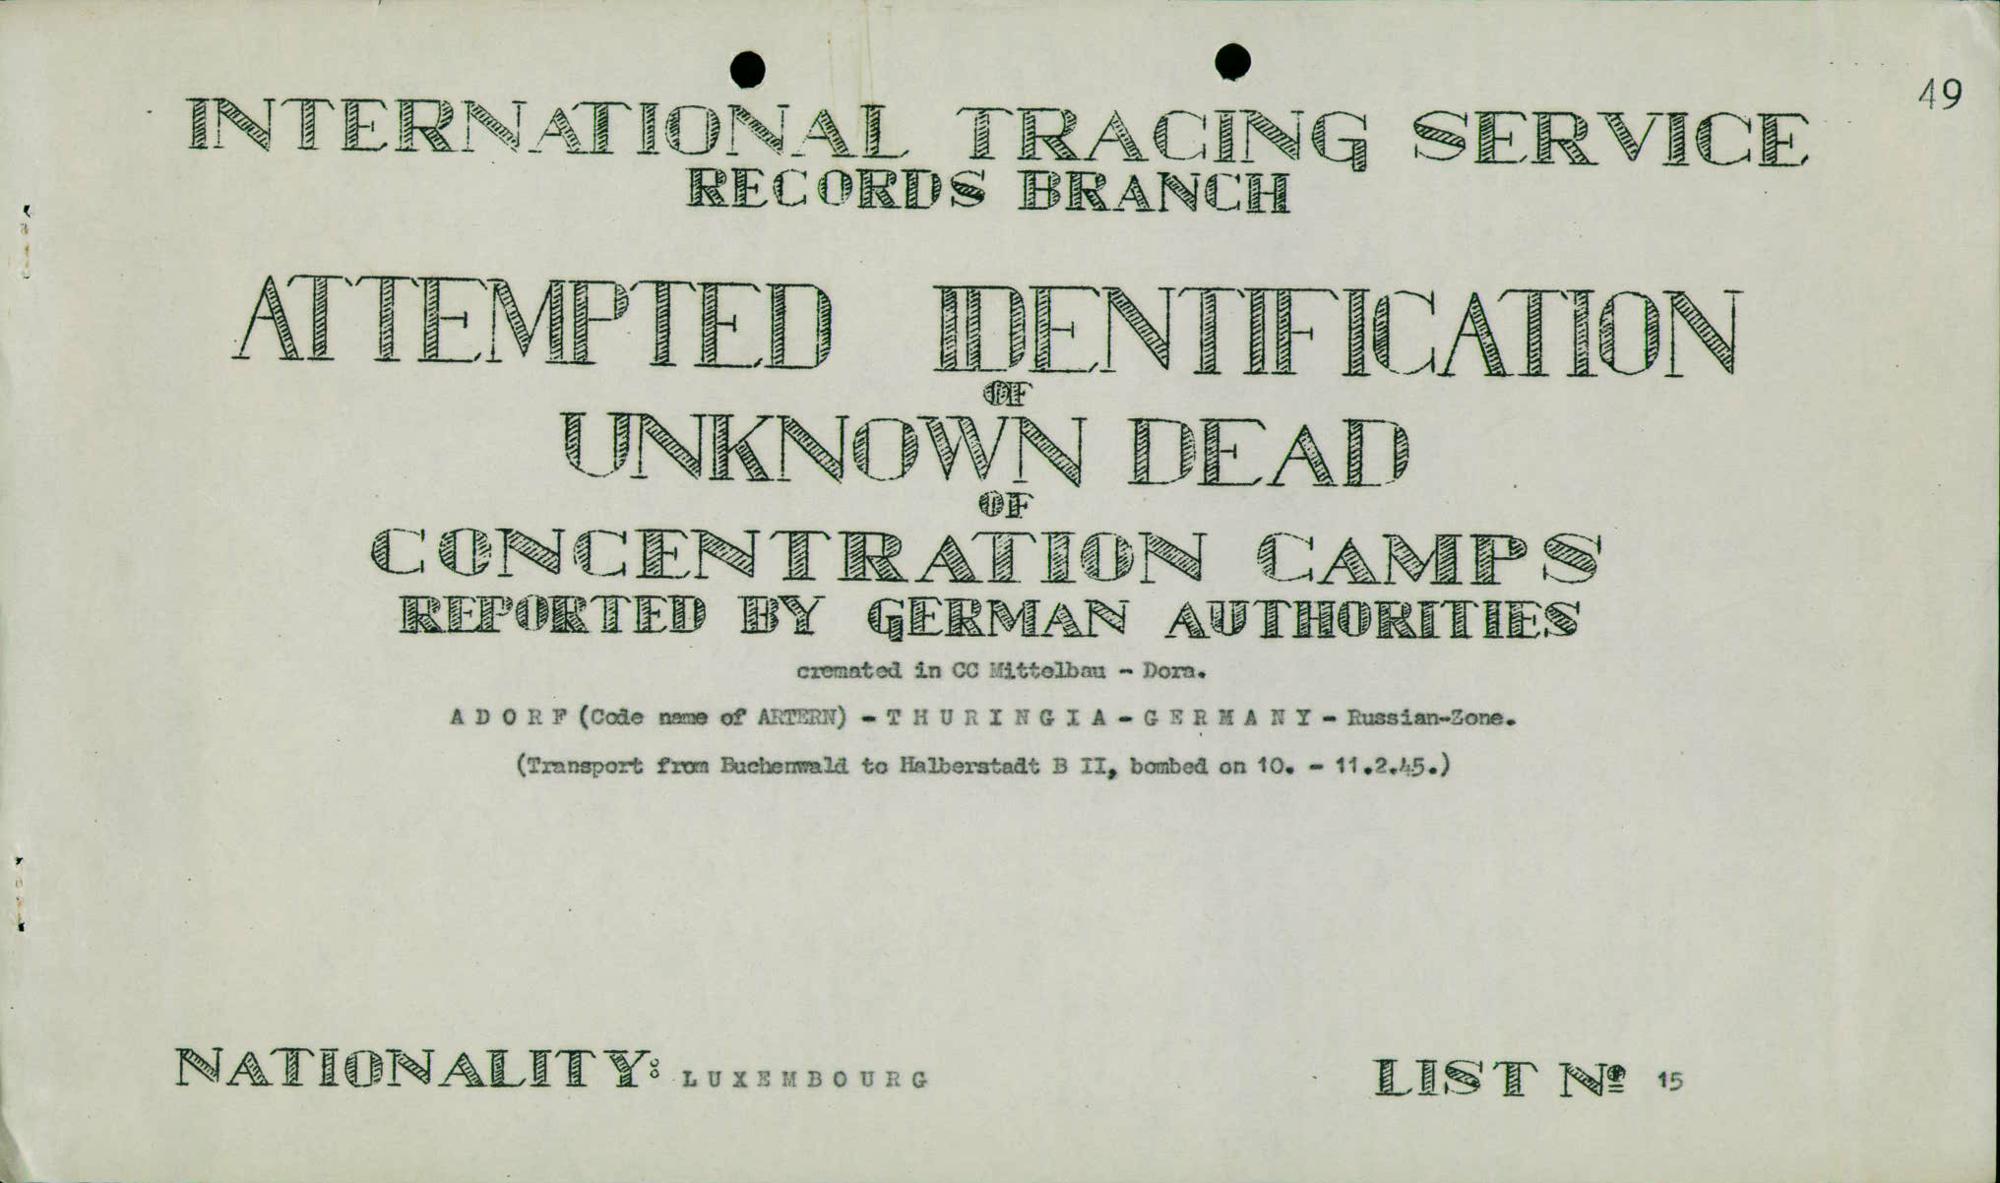 49
INTERNATIONAL TRACING SERVICE
RECORDS BRANCH
ATTEMPTED IDENTIFICATION
OF
UNKNOWN DEAD
OF
CONCENTRATION CAMPS
REPORTED BY GERMAN AUTHORITIES
cremated in CC Mittelbau - Dora.
A D O R F (Code name of ARTERN) - T H U R I N G I A - G E R M A N Y - Russian-Zone.
(Transport from Buchenwald to Halberstadt B II, bombed on 10. - 11.2.45.)
NATIONALITY: L U X E M B O U R G
LIST Nº 15